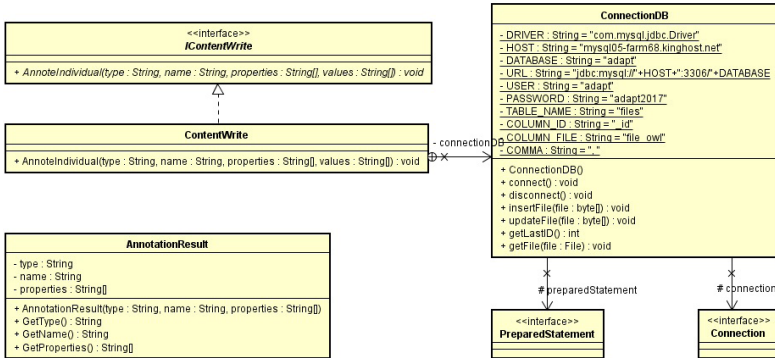 <<interface>>
IContentWrite
+ AnnoteIndividual(type : String, name : String, properties : String[], values : String[]) : void
ContentWrite
+ AnnoteIndividual(type : String, name : String, properties : String[], values : String[]) : void
- connectionDB
ConnectionDB
- DRIVER : String = "com.mysql.jdbc.Driver"
- HOST : String = "mysql05-farm68.kinghost.net"
- DATABASE : String = "adapt"
- URL : String = "jdbc:mysql://"+HOST+":3306/"+DATABASE
- USER : String = "adapt"
- PASSWORD : String = "adapt2017"
- TABLE_NAME : String = "files"
- COLUMN_ID : String = "_id"
- COLUMN_FILE : String = "file_owl"
- COMMA : String = ", "
+ ConnectionDB()
+ connect() : void
+ disconnect() : void
+ insertFile(file : byte[]) : void
+ updateFile(file : byte[]) : void
+ getLastID() : int
+ getFile(file : File) : void
AnnotationResult
- type : String
- name : String
- properties : String[]
+ AnnotationResult(type : String, name : String, properties : String[])
+ GetType() : String
+ GetName() : String
+ GetProperties() : String[]
# preparedStatement
# connection
<<interface>>
PreparedStatement
<<interface>>
Connection